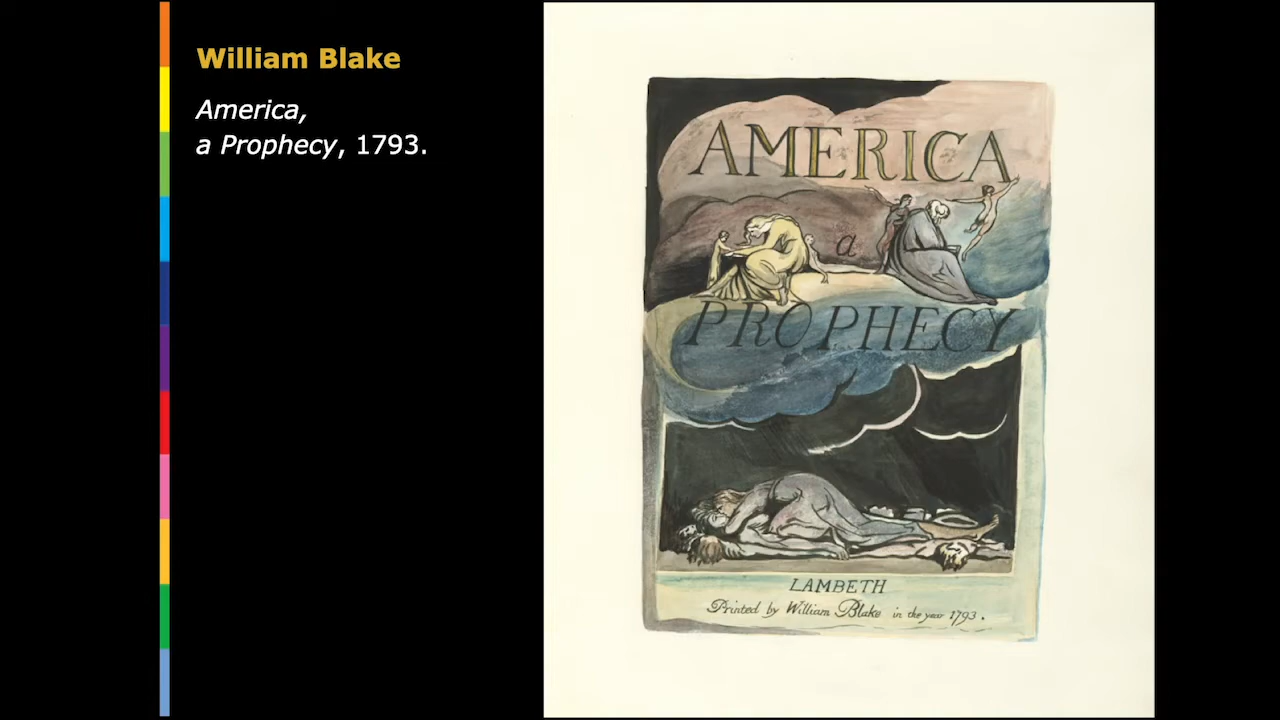 William Blake
America,
a Prophecy, 1793.
AMERICA
a
PROPHECY
LAMBETH
Printed by William Blake in the year 1793.